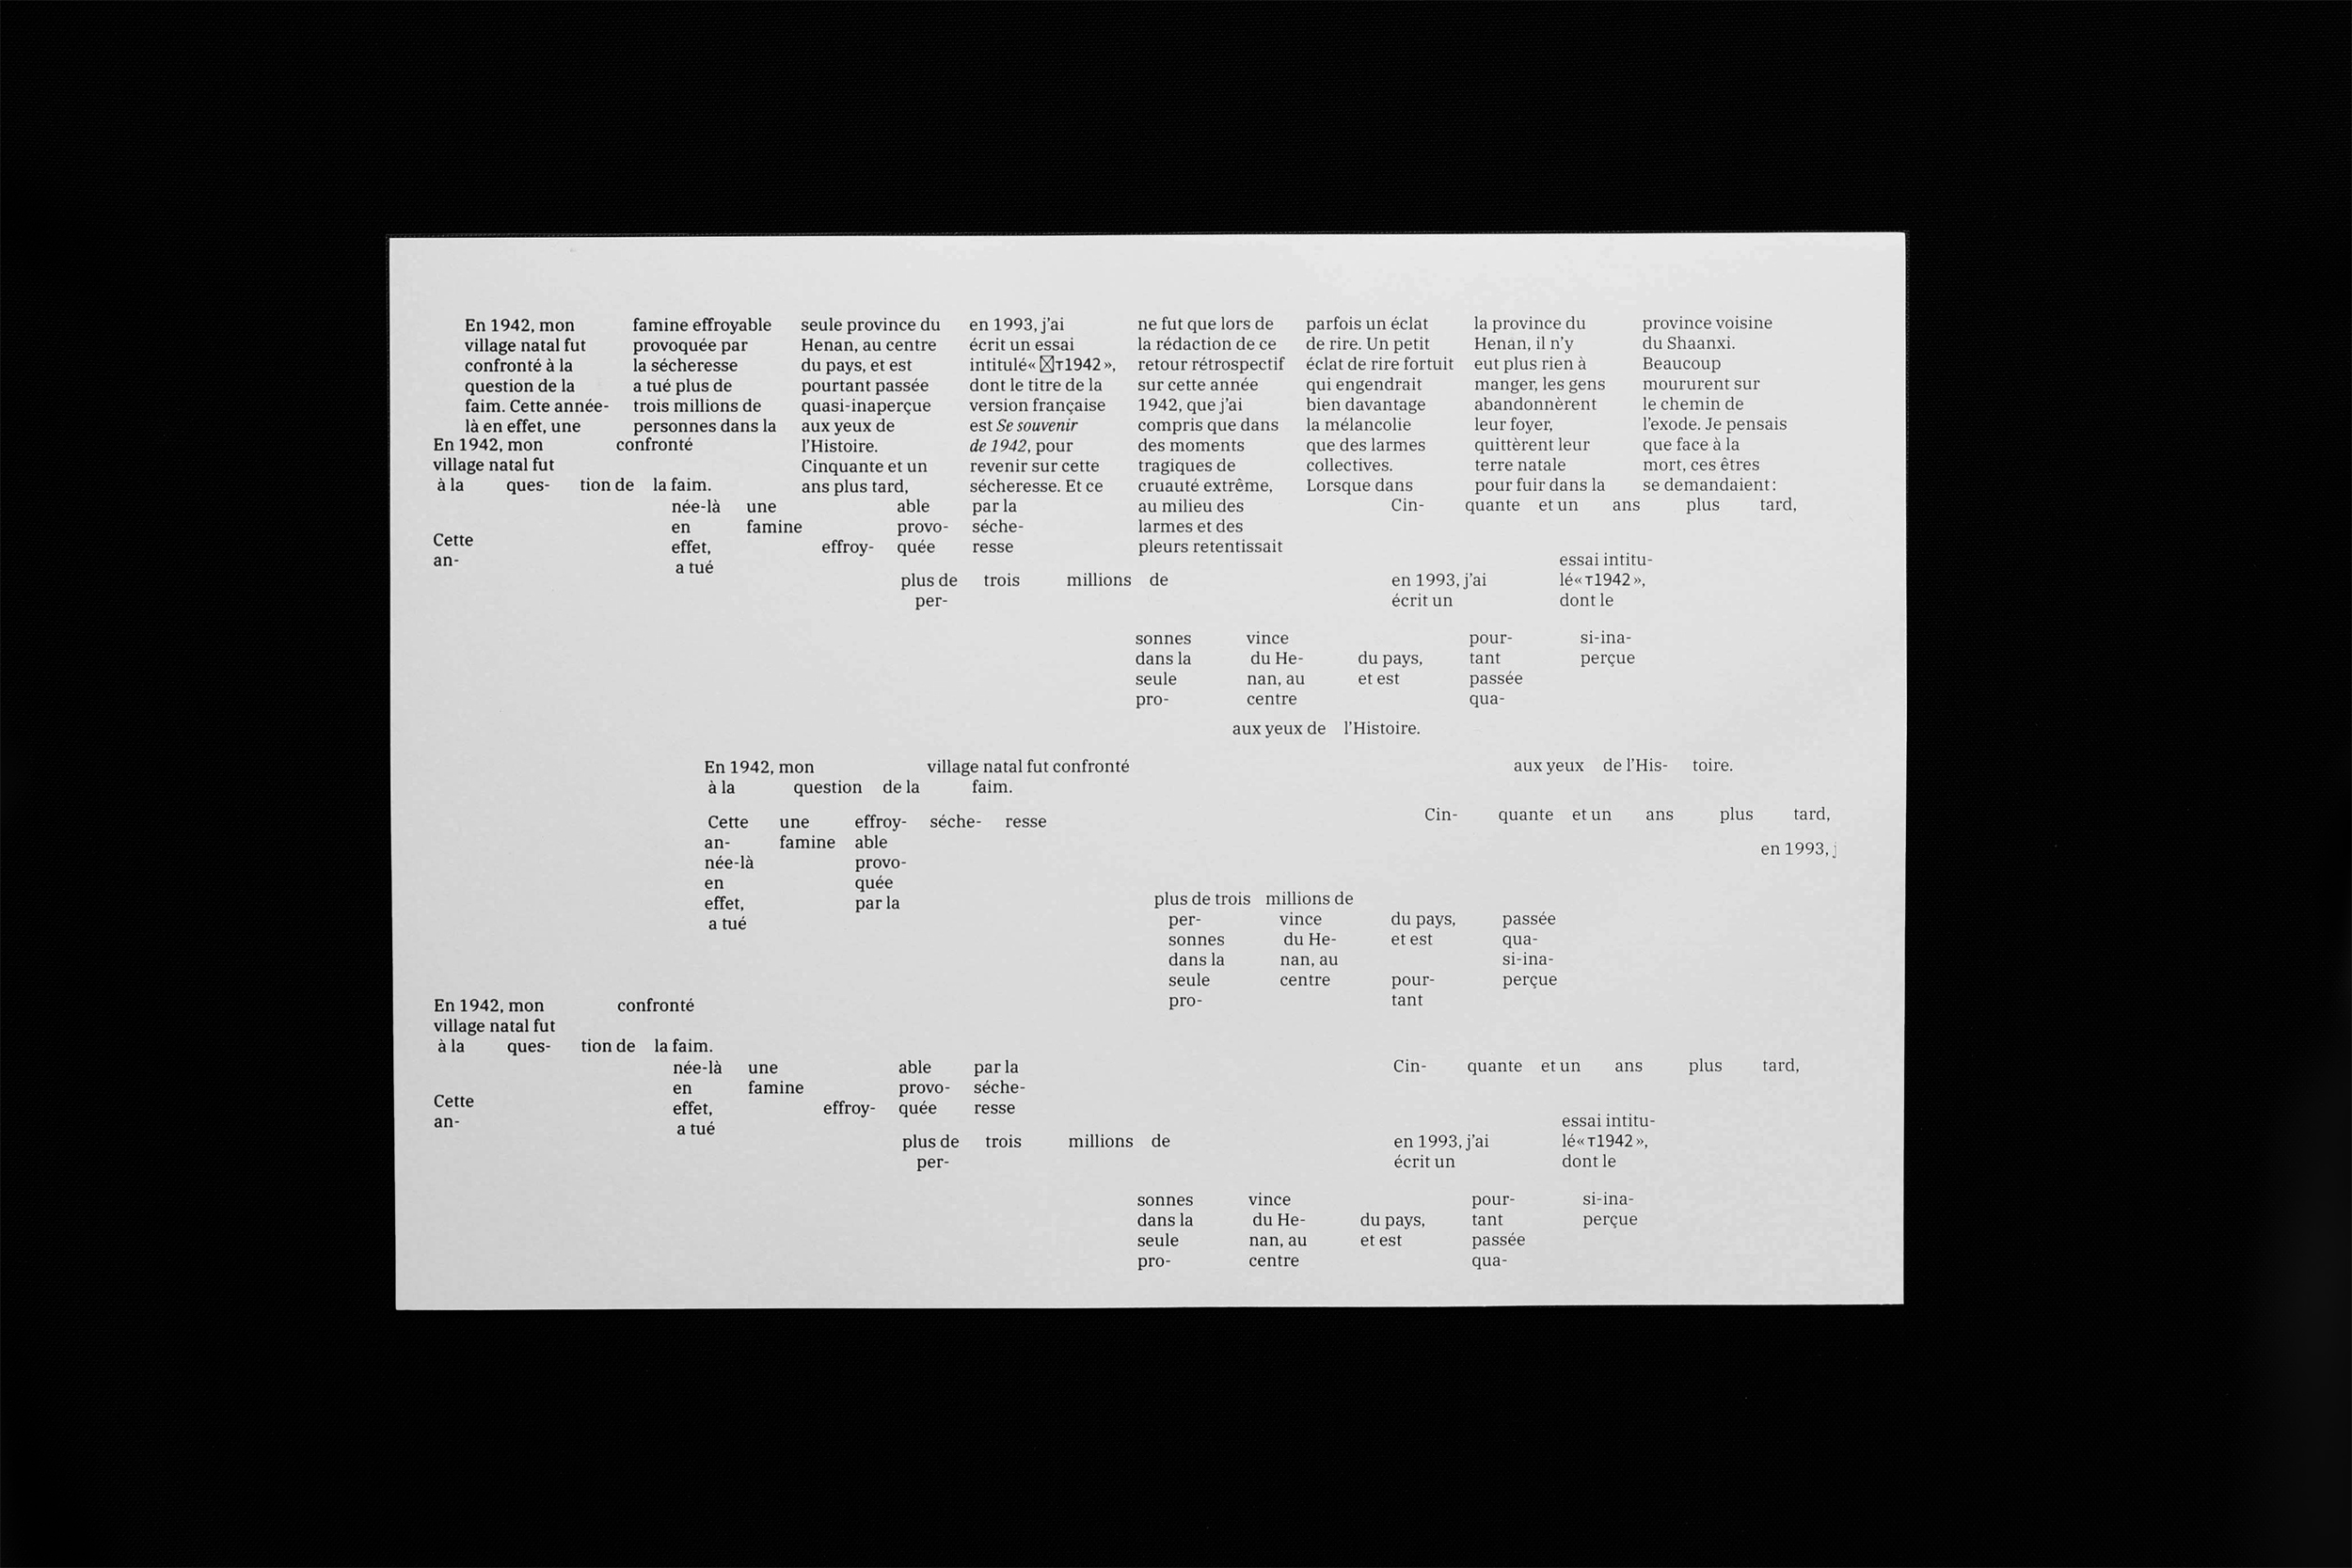 En 1942, mon
village natal fut
confronté à la
question de la
faim. Cette année-
là en effet, une
famine effroyable
provoquée par
la sécheresse
a tué plus de
trois millions de
personnes dans la
seule province du
Henan, au centre
du pays, et est
pourtant passée
quasi-inaperçue
aux yeux de
l’Histoire.
Cinquante et un
ans plus tard,
en 1993, j’ai
écrit un essai
intitulé« ☒т1942 »,
dont le titre de la
version française
est Se souvenir
de 1942, pour
revenir sur cette
sécheresse. Et ce
ne fut que lors de
la rédaction de ce
retour rétrospectif
sur cette année
1942, que j’ai
compris que dans
des moments
tragiques de
cruauté extrême,
au milieu des
larmes et des
pleurs retentissait
parfois un éclat
de rire. Un petit
éclat de rire fortuit
qui engendrait
bien davantage
la mélancolie
que des larmes
collectives.
Lorsque dans
la province du
Henan, il n’y
eut plus rien à
manger, les gens
abandonnèrent
leur foyer,
quittèrent leur
terre natale
pour fuir dans la
province voisine
du Shaanxi.
Beaucoup
moururent sur
le chemin de
l’exode. Je pensais
que face à la
mort, ces êtres
se demandaient :
En 1942, mon confronté
village natal fut
à la ques- tion de la faim.
Cette
an-
née-là
en
effet,
a tué
une
famine
effroy-
able
provo-
quée
par la
séche-
resse
plus de trois millions de
per-
sonnes
dans la
seule
pro-
vince
du He-
nan, au
centre
du pays,
et est
pour-
tant
passée
qua-
si-ina-
perçue
aux yeux de l’Histoire.
Cin- quante et un ans plus tard,
en 1993, j’ai
écrit un
essai intitu-
lé« т1942 »,
dont le
En 1942, mon village natal fut confronté
à la question de la faim.
Cette
an-
née-là
en
effet,
a tué
une
famine
effroy-
able
provo-
quée
par la
séche- resse
plus de trois millions de
per-
sonnes
dans la
seule
pro-
vince
du He-
nan, au
centre
du pays,
et est
pour-
tant
passée
qua-
si-ina-
perçue
aux yeux de l’His- toire.
Cin- quante et un ans plus tard,
en 1993, j
En 1942, mon confronté
village natal fut
à la ques- tion de la faim.
Cette
an-
née-là
en
effet,
a tué
une
famine
effroy-
able
provo-
quée
par la
séche-
resse
plus de trois millions de
per-
sonnes
dans la
seule
pro-
vince
du He-
nan, au
centre
du pays,
et est
pour-
tant
passée
qua-
si-ina-
perçue
Cin- quante et un ans plus tard,
en 1993, j’ai
écrit un
essai intitu-
lé« т1942 »,
dont le